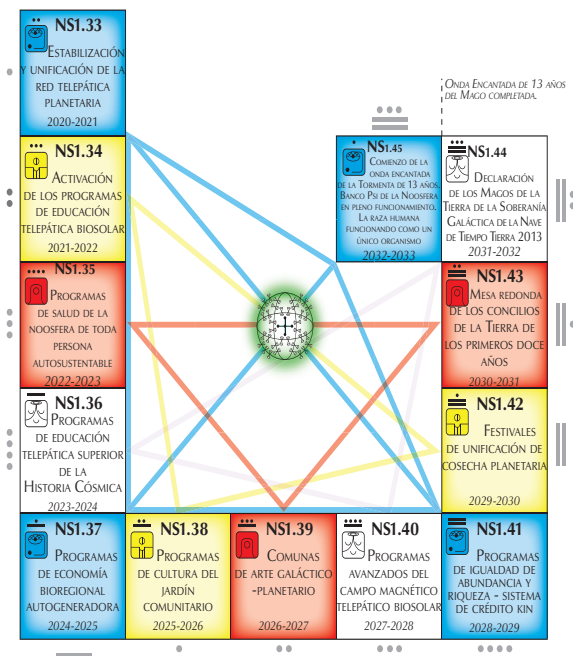 NS1.33
ESTABILIZACIÓN
Y UNIFICACIÓN DE LA
RED TELEPÁTICA
PLANETARIA
2020-2021
NS1.34
ACTIVACIÓN
DE LOS PROGRAMAS
DE EDUCACIÓN
TELEPÁTICA BIOSOLAR
2021-2022
NS1.35
PROGRAMAS
DE SALUD DE LA
NOOSFERA DE TODA
PERSONA
AUTOSUSTENTABLE
2022-2023
NS1.36
PROGRAMAS
DE EDUCACIÓN
TELEPÁTICA SUPERIOR
DE LA
HISTORIA CÓSMICA
2023-2024
NS1.37
PROGRAMAS
DE ECONOMÍA
BIOREGIONAL
AUTOGENERADORA
2024-2025
NS1.38
PROGRAMAS
DE CULTURA DEL
JARDÍN
COMUNITARIO
2025-2026
NS1.39
COMUNAS
DE ARTE GALÁCTICO
-PLANETARIO
2026-2027
NS1.40
PROGRAMAS
AVANZADOS DEL
CAMPO MAGNÉTICO
TELEPÁTICO BIOSOLAR
2027-2028
NS1.41
PROGRAMAS
DE IGUALDAD DE
ABUNDANCIA Y
RIQUEZA - SISTEMA
DE CRÉDITO KIN
2028-2029
NS1.42
FESTIVALES
DE UNIFICACIÓN DE
COSECHA PLANETARIA
2029-2030
NS1.43
MESA REDONDA
DE LOS CONCILIOS
DE LA TIERRA DE
LOS PRIMEROS DOCE
AÑOS
2030-2031
NS1.44
DECLARACIÓN
DE LOS MAGOS DE LA
TIERRA DE LA SOBERANÍA
GALÁCTICA DE LA NAVE
DE TIEMPO TIERRA 2013
2031-2032
ONDA ENCANTADA DE 13 AÑOS
DEL MAGO COMPLETADA.
NS1.45
COMIENZO DE LA
ONDA ENCANTADA
DE LA TORMENTA DE 13 AÑOS.
BANCO PSI DE LA NOOSFERA
EN PLENO FUNCIONAMIENTO.
LA RAZA HUMANA
FUNCIONANDO COMO UN
ÚNICO ORGANISMO
2032-2033